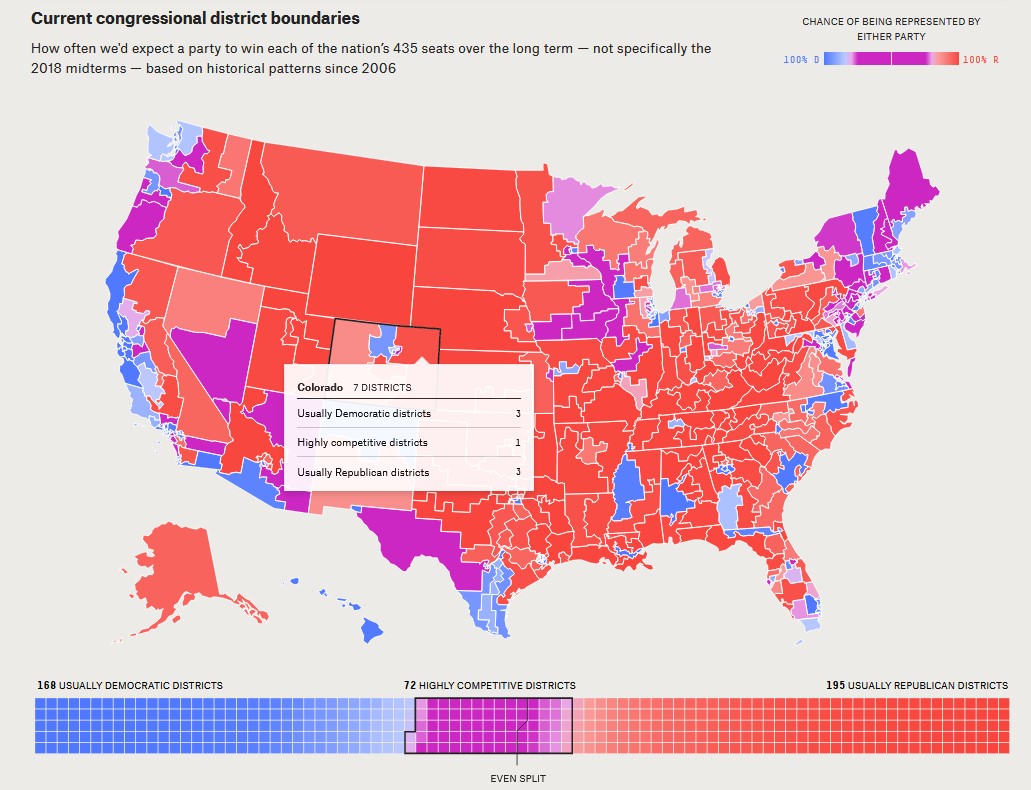 Current congressional district boundaries
How often we'd expect a party to win each of the nation's 435 seats over the long term — not specifically the
2018 midterms — based on historical patterns since 2006
CHANCE OF BEING REPRESENTED BY
EITHER PARTY
100% D 100% R
Colorado 7 DISTRICTS
Usually Democratic districts 3
Highly competitive districts 1
Usually Republican districts 3
168 USUALLY DEMOCRATIC DISTRICTS 72 HIGHLY COMPETITIVE DISTRICTS 195 USUALLY REPUBLICAN DISTRICTS
EVEN SPLIT